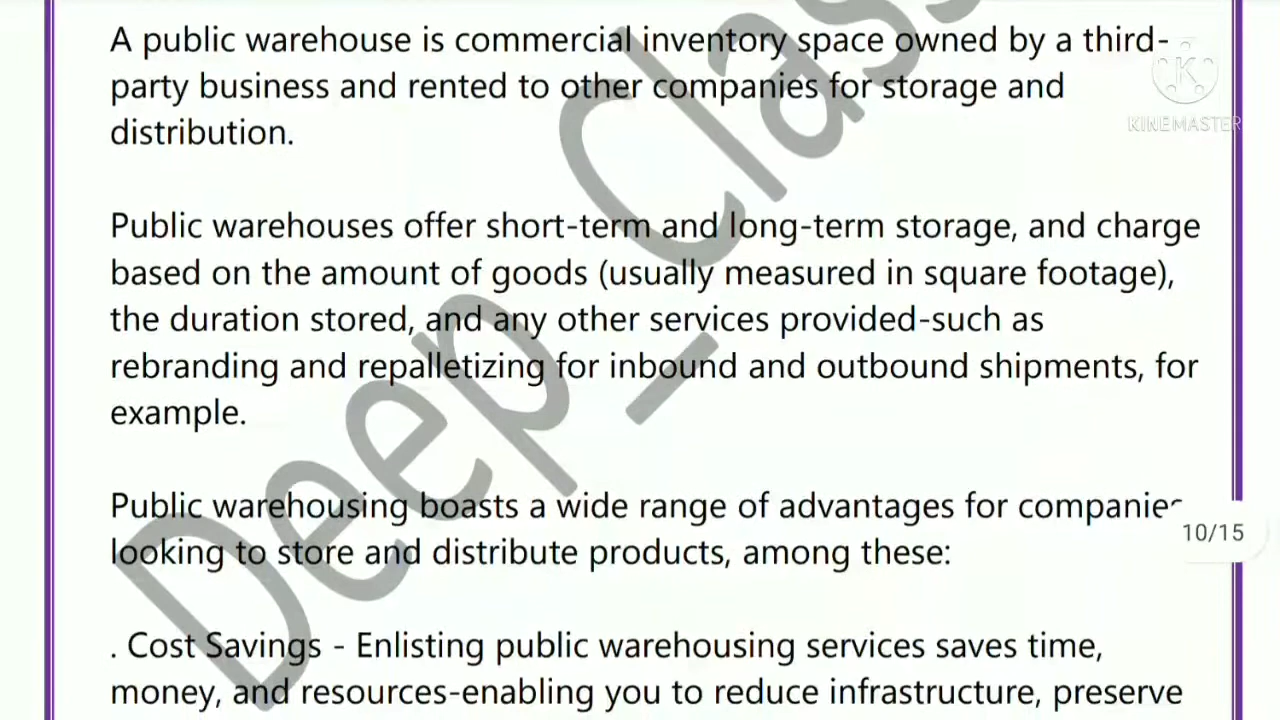 A public warehouse is commercial inventory space owned by a third-
party business and rented to other companies for storage and
distribution.
KINEMASTER
Public warehouses offer short-term and long-term storage, and charge
based on the amount of goods (usually measured in square footage),
the duration stored, and any other services provided-such as
rebranding and repalletizing for inbound and outbound shipments, for
example.
Public warehousing boasts a wide range of advantages for companies
looking to store and distribute products, among these:
10/15
. Cost Savings - Enlisting public warehousing services saves time,
money, and resources-enabling you to reduce infrastructure, preserve
Deep_Clas